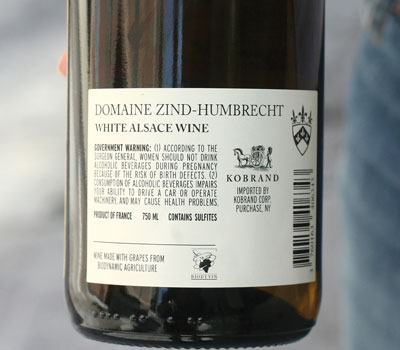 DOMAINE ZIND-HUMBRECHT
WHITE ALSACE WINE
GOVERNMENT WARNING: (1) ACCORDING TO THE
SURGEON GENERAL, WOMEN SHOULD NOT DRINK
ALCOHOLIC BEVERAGES DURING PREGNANCY
BECAUSE OF THE RISK OF BIRTH DEFECTS. (2)
CONSUMPTION OF ALCOHOLIC BEVERAGES IMPAIRS
YOUR ABILITY TO DRIVE A CAR OR OPERATE
MACHINERY, AND MAY CAUSE HEALTH PROBLEMS.
PRODUCT OF FRANCE 750 ML CONTAINS SULFITES
KOBRAND
IMPORTED BY
KOBRAND CORP.
PURCHASE, NY
WINE MADE WITH GRAPES FROM
BIODYNAMIC AGRICULTURE
BIODYVIN